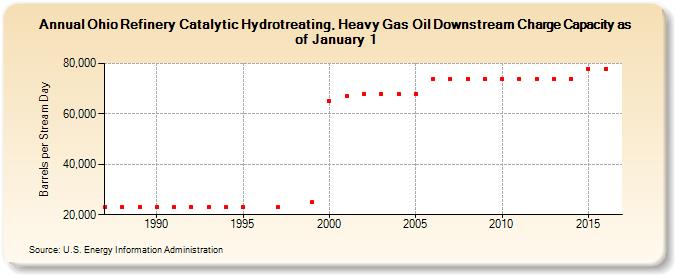 Annual Ohio Refinery Catalytic Hydrotreating, Heavy Gas Oil Downstream Charge Capacity as
of January 1
Barrels per Stream Day
80,000
60,000
40,000
20,000
1990
1995
2000
2005
2010
2015
Source: U.S. Energy Information Administration